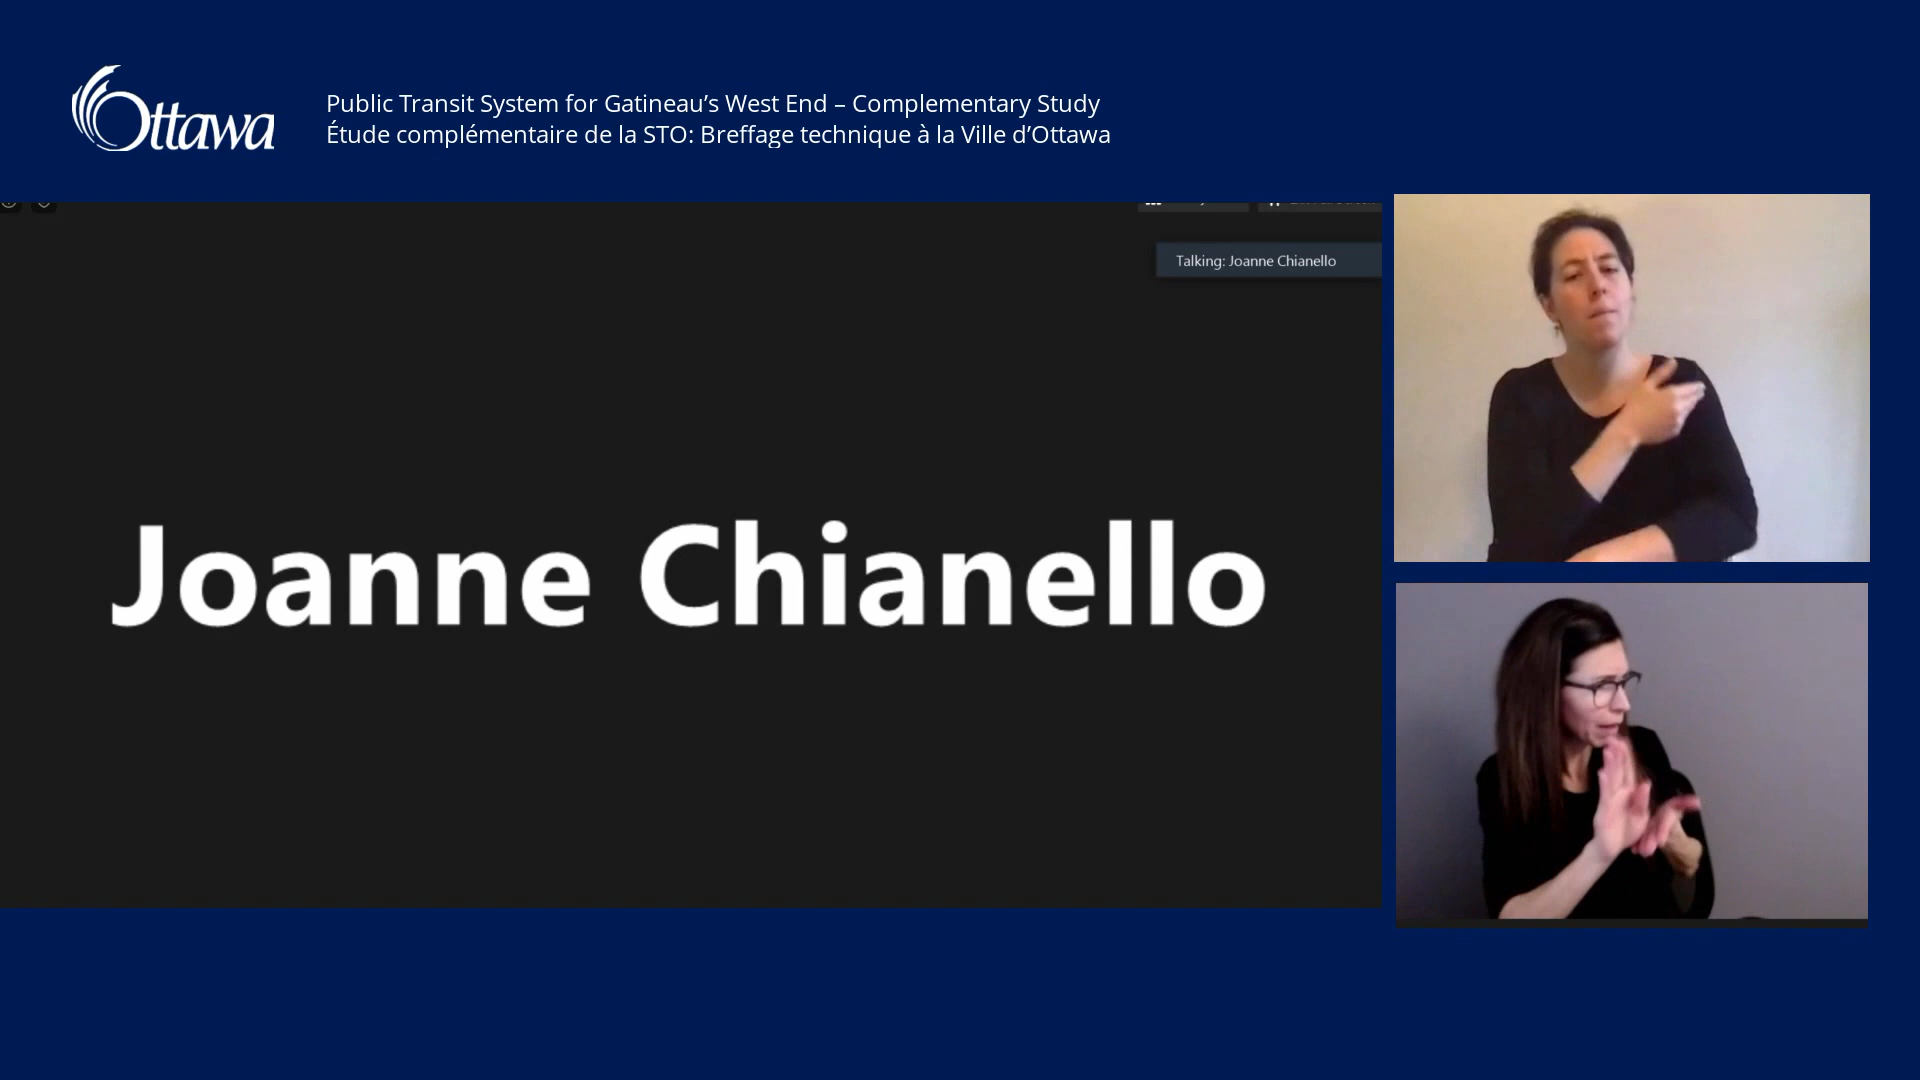 Ottawa
Public Transit System for Gatineau’s West End – Complementary Study
Étude complémentaire de la STO: Breffage technique à la Ville d’Ottawa
Talking: Joanne Chianello
Joanne Chianello